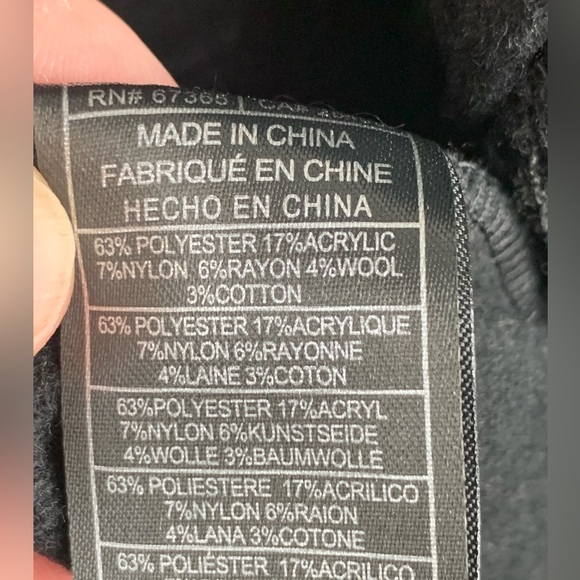 RN# 67365 CA#
MADE IN CHINA
FABRIQUÉ EN CHINE
HECHO EN CHINA
63% POLYESTER 17%ACRYLIC
7%NYLON 6%RAYON 4%WOOL
3%COTTON
63% POLYESTER 17%ACRYLIQUE
7%NYLON 6%RAYONNE
4%LAINE 3%COTON
63%POLYESTER 17%ACRYL
7%NYLON 6%KUNSTSEIDE
4%WOLLE 3%BAUMWOLLE
63% POLIESTERE 17%ACRILICO
7%NYLON 6%RAION
4%LANA 3%COTONE
63% POLIÉSTER 17%ACRILICO